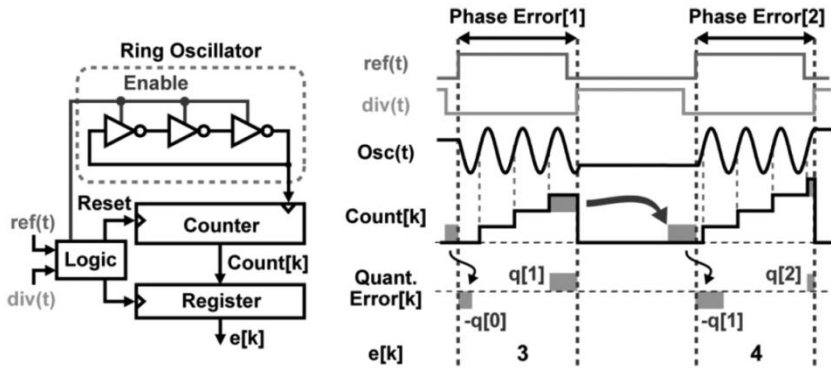 Ring Oscillator
Enable
Reset
ref(t)
Logic
div(t)
Counter
Count[k]
Register
e[k]
Phase Error[1]
Phase Error[2]
ref(t)
div(t)
Osc(t)
Count[k]
Quant.
Error[k]
q[1]
q[2]
-q[0]
-q[1]
e[k]
3
4